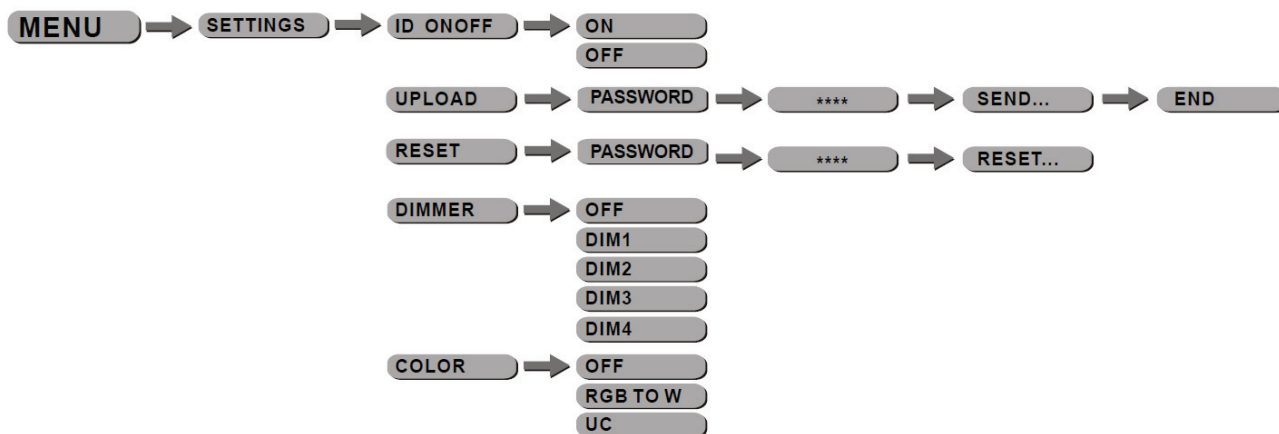 MENU SETTINGS ID ONOFF ON
OFF
UPLOAD PASSWORD **** SEND... END
RESET PASSWORD **** RESET...
DIMMER OFF
DIM1
DIM2
DIM3
DIM4
COLOR OFF
RGB TO W
UC